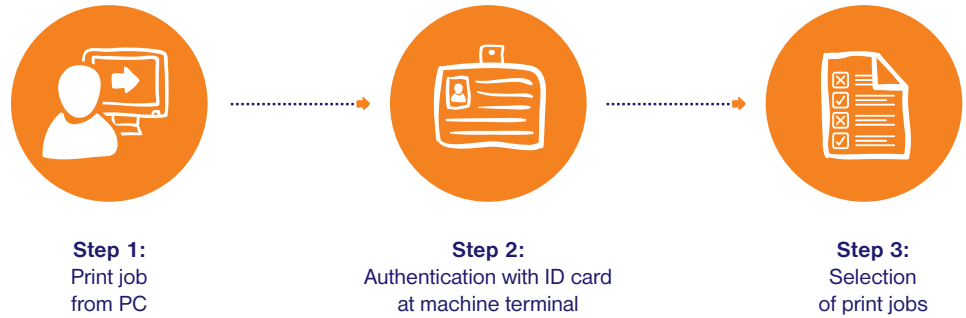 Step 1:
Print job
from PC
Step 2:
Authentication with ID card
at machine terminal
Step 3:
Selection
of print jobs